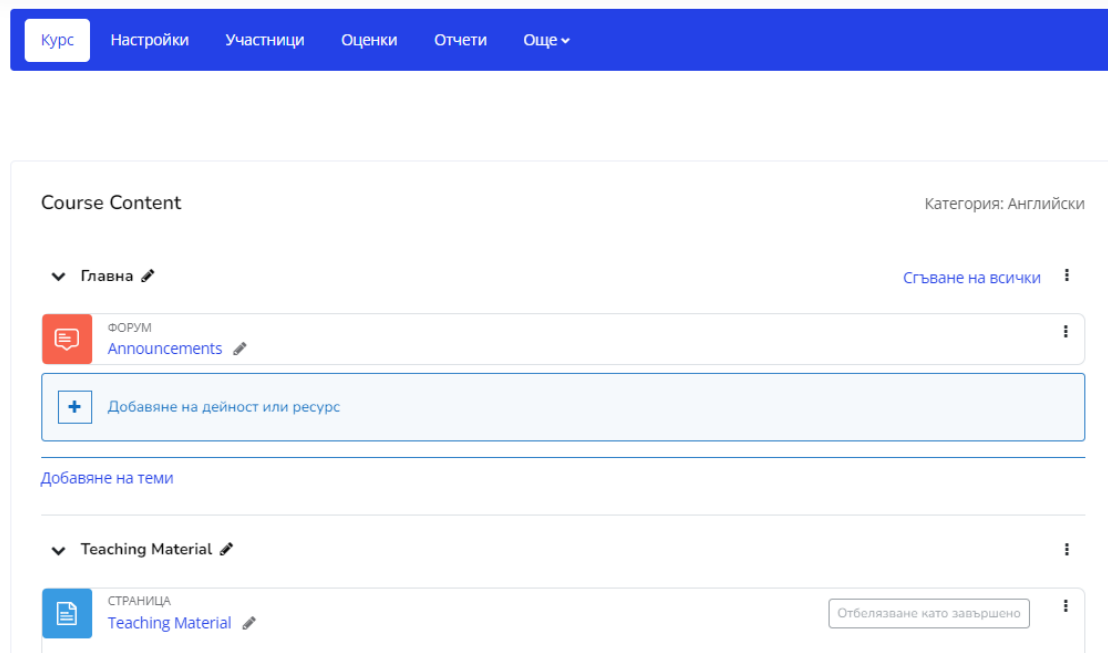 Курс Настройки Участници Оценки Отчети Още
Course Content Категория: Английски
Главна Сгъване на всички
ФОРУМ
Announcements
Добавяне на дейност или ресурс
Добавяне на теми
Teaching Material
СТРАНИЦА
Teaching Material Отбелязване като завършено